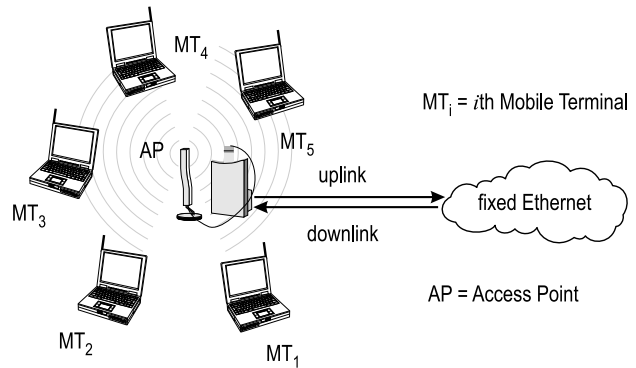 MT4
MTi = ith Mobile Terminal
AP
MT5
uplink
fixed Ethernet
MT3
downlink
AP = Access Point
MT2
MT1